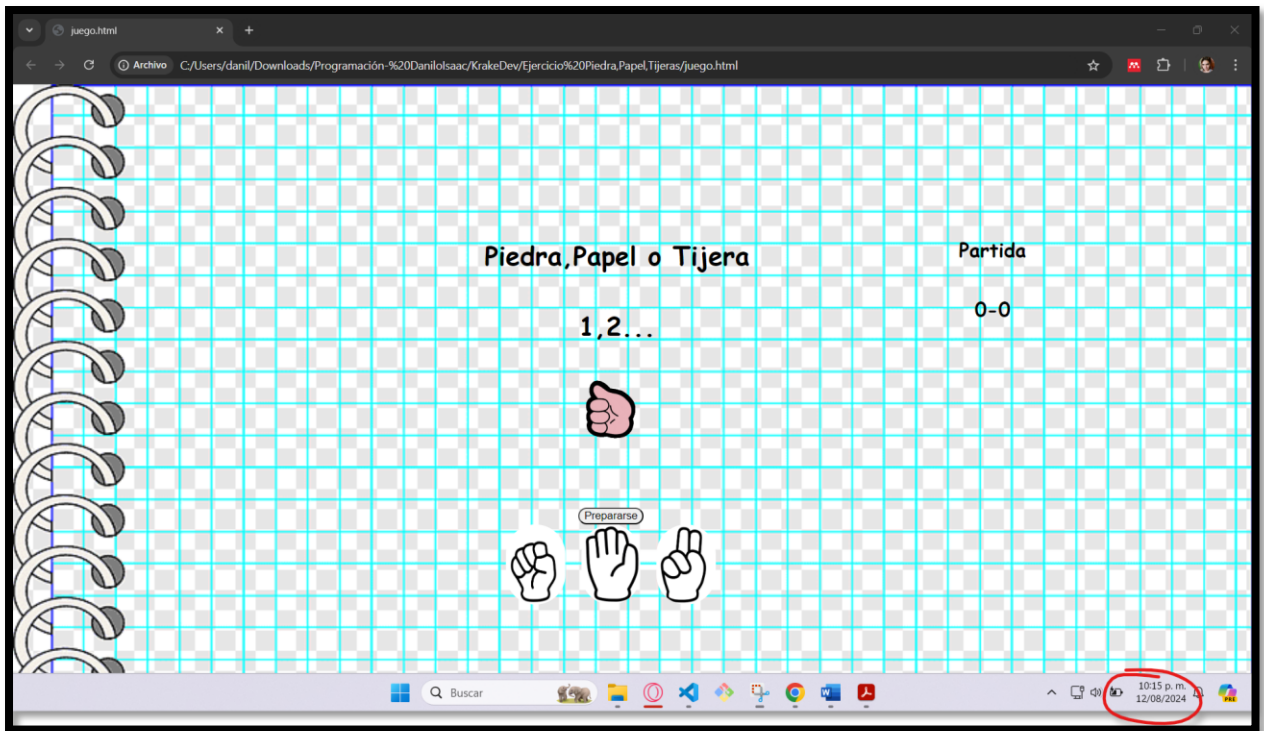 juego.html
Archivo C:/Users/danil/Downloads/Programación-%20DaniloIsaac/KrakeDev/Ejercicio%20Piedra,Papel,Tijeras/juego.html
Piedra,Papel o Tijera
Partida
0-0
1,2...
Prepararse
Buscar
10:15 p. m.
12/08/2024
PRE